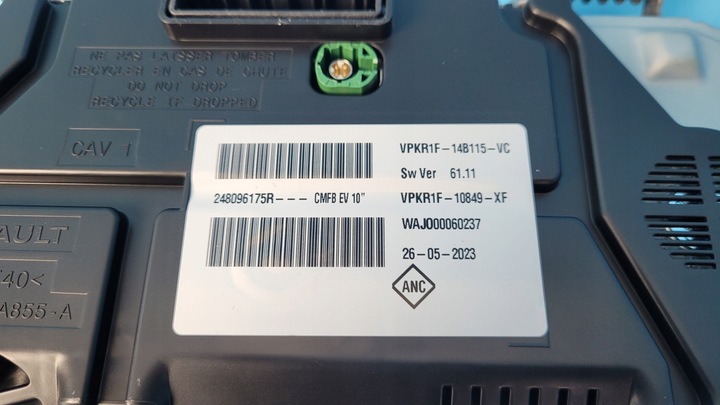 NE PAS LAISSER TOMBER
RECYCLER EN CAS DE CHUTE
DO NOT DROP
RECYCLE IF DROPPED
CAV 1
VPKR1F-14B115-VC
Sw Ver 61.11
248096175R--- CMFB EV 10"
VPKR1F-10849-XF
WAJ000060237
26-05-2023
ANC
AULT
40<
A855-A